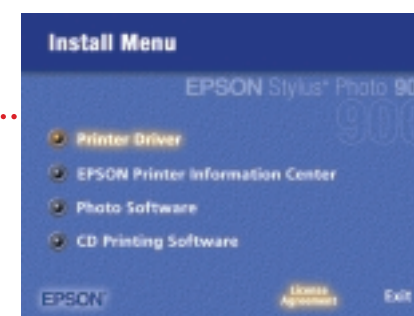 Install Menu
EPSON Stylus* Photo 90
900
Printer Driver
EPSON Printer Information Center
Photo Software
CD Printing Software
EPSON
License
Agreement
Exit